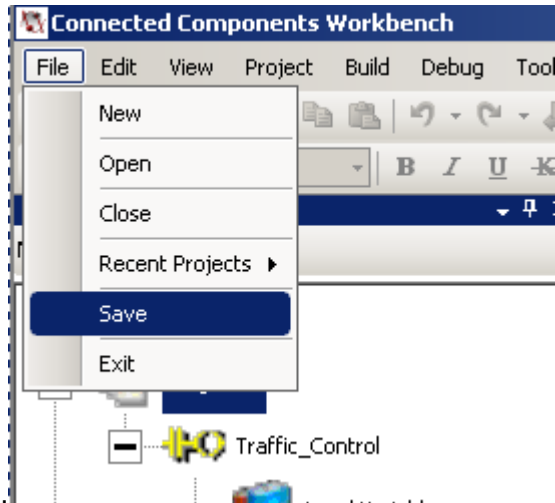 Connected Components Workbench
File Edit View Project Build Debug
New
B I U
Open
Close
Recent Projects
Save
Exit
Traffic_Control